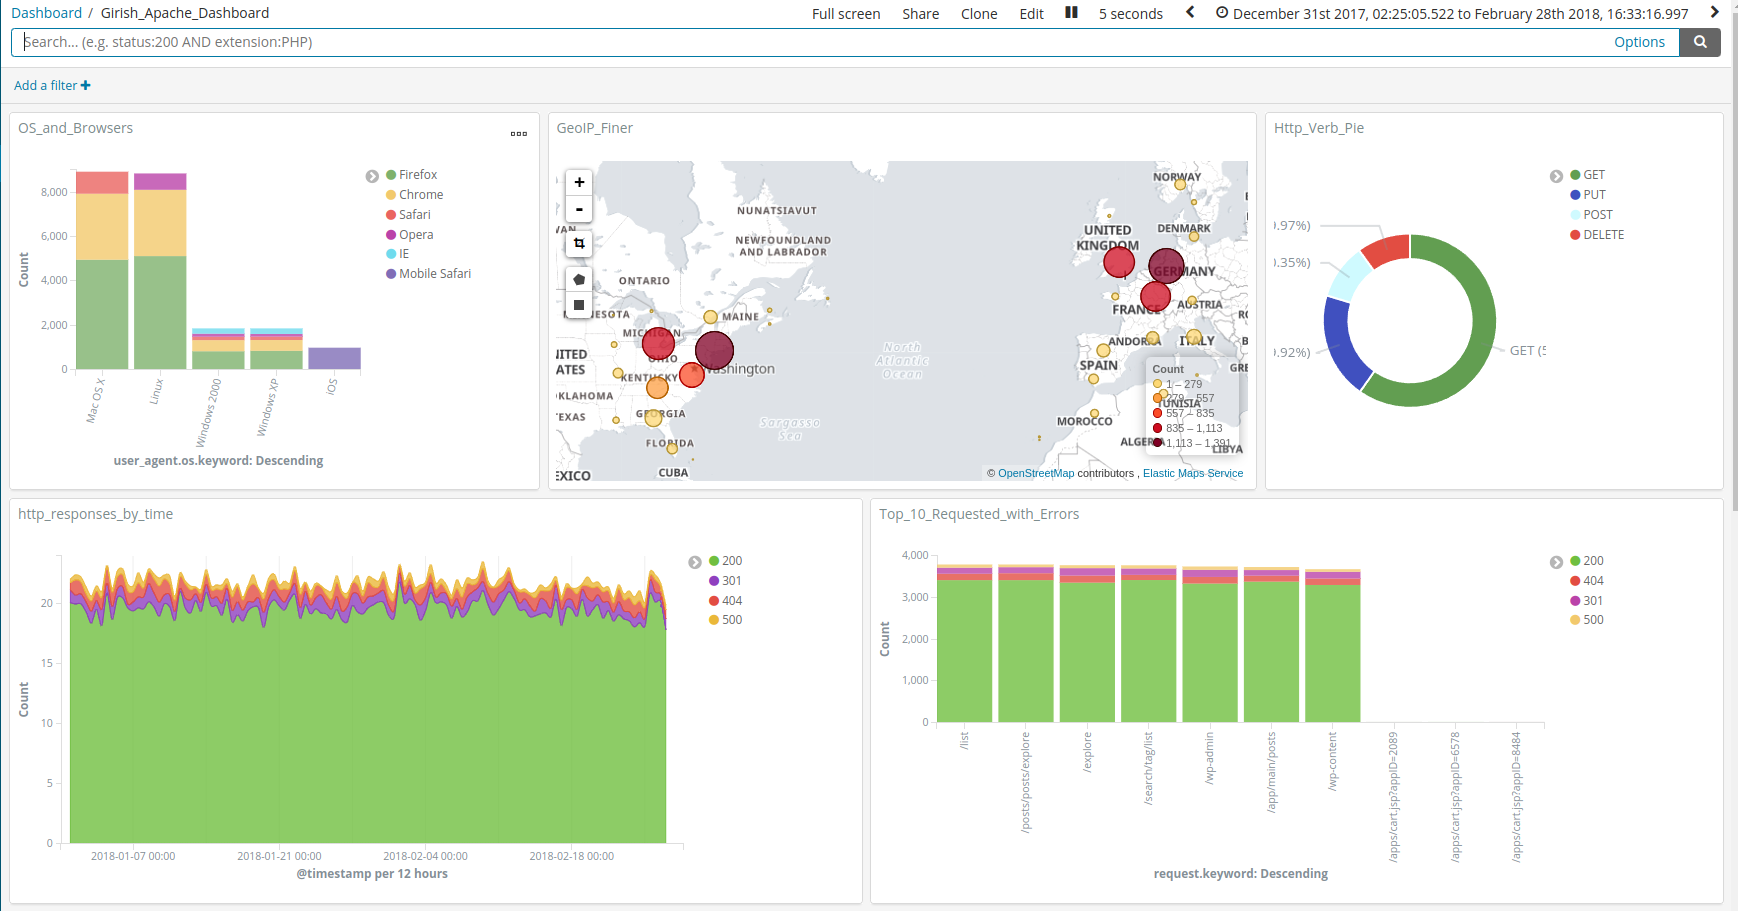 Dashboard / Girish_Apache_Dashboard
Full screen Share Clone Edit 5 seconds December 31st 2017, 02:25:05.522 to February 28th 2018, 16:33:16.997
Search... (e.g. status:200 AND extension:PHP)
Options
Add a filter +
OS_and_Browsers
8,000
6,000
4,000
2,000
0
Count
Mac OS X
Linux
Windows 2000
Windows XP
iOS
user_agent.os.keyword: Descending
Firefox
Chrome
Safari
Opera
IE
Mobile Safari
GeoIP_Finer
+
-
NUNATSIAVUT
NEWFOUNDLAND
AND LABRADOR
ONTARIO
MAINE
MICHIGAN
OHIO
KENTUCKY
GEORGIA
FLORIDA
CUBA
North
Atlantic
Ocean
Sargasso
Sea
NORWAY
DENMARK
UNITED
KINGDOM
GERMANY
FRANCE
AUSTRIA
ANDORRA
ITALY
SPAIN
MOROCCO
TUNISIA
LIBYA
Count
1 – 279
279 – 557
557 – 835
835 – 1,113
1,113 – 1,391
© OpenStreetMap contributors , Elastic Maps Service
Http_Verb_Pie
GET
PUT
POST
DELETE
.97%)
.35%)
.92%)
GET (5
http_responses_by_time
20
15
10
5
0
Count
2018-01-07 00:00
2018-01-21 00:00
2018-02-04 00:00
2018-02-18 00:00
@timestamp per 12 hours
200
301
404
500
Top_10_Requested_with_Errors
4,000
3,000
2,000
1,000
0
Count
/list
/posts/posts/explore
/explore
/search/tag/list
/wp-admin
/app/main/posts
/wp-content
/apps/cart.jsp?appID=2089
/apps/cart.jsp?appID=6578
/apps/cart.jsp?appID=8484
request.keyword: Descending
200
404
301
500